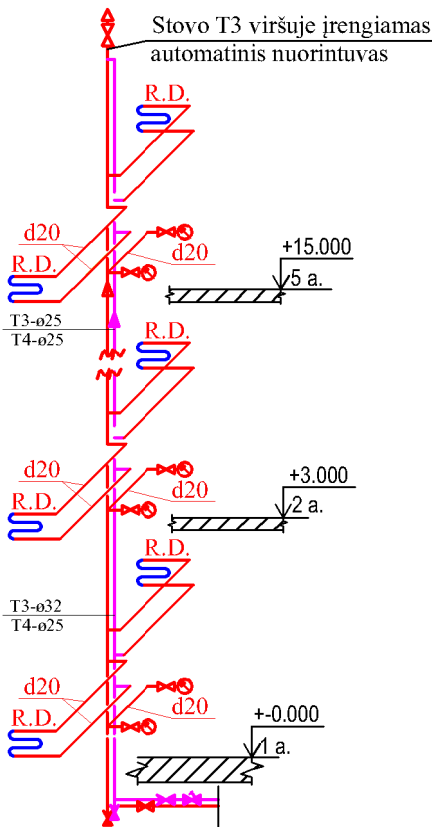 Stovo T3 viršuje įrengiamas
automatinis nuorintuvas
R.D.
d20
R.D.
d20
+15.000
5 a.
T3-ø25
T4-ø25
R.D.
d20
R.D.
d20
+3.000
2 a.
R.D.
T3-ø32
T4-ø25
d20
R.D.
d20
+-0.000
1 a.